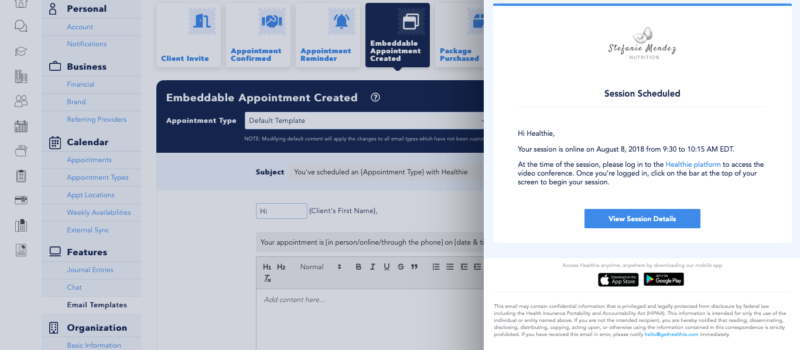 Personal
Account
Notifications
Business
Financial
Brand
Referring Providers
Calendar
Appointments
Appointment Types
Appt Locations
Weekly Availabilities
External Sync
Features
Journal Entries
Chat
Email Templates
Organization
Basic Information
Client Invite
Appointment
Confirmed
Appointment
Reminder
Embeddable
Appointment
Created
Package
Purchased
Embeddable Appointment Created ?
Appointment Type Default Template
NOTE: Modifying default content will apply the changes to all email types which have not been
Subject You've scheduled an {Appointment Type} with Healthie
Hi {Client's First Name},
Your appointment is [in person/online/through the phone] on [date & ti
H1 H2 Normal B I U S
Tx
Add content here...
Stefanie Mendez
NUTRITION
Session Scheduled
Hi Healthie,
Your session is online on August 8, 2018 from 9:30 to 10:15 AM EDT.
At the time of the session, please log in to the Healthie platform to access the
video conference. Once you're logged in, click on the bar at the top of your
screen to begin your session.
View Session Details
Access Healthie anytime, anywhere by downloading our mobile app
Download on the
App Store
GET IT ON
Google Play
This email may contain confidential information that is privileged and legally protected from disclosure by federal law
including the Health Insurance Portability and Accountability Act (HIPAA). This information is intended for only the use of the
individual or entity named above. If you are not the intended recipient, you are hereby notified that reading, disseminating,
disclosing, distributing, copying, acting upon, or otherwise using the information contained in this correspondence is strictly
prohibited. If you have received this email in error, please notify hello@gethealthie.com immediately.